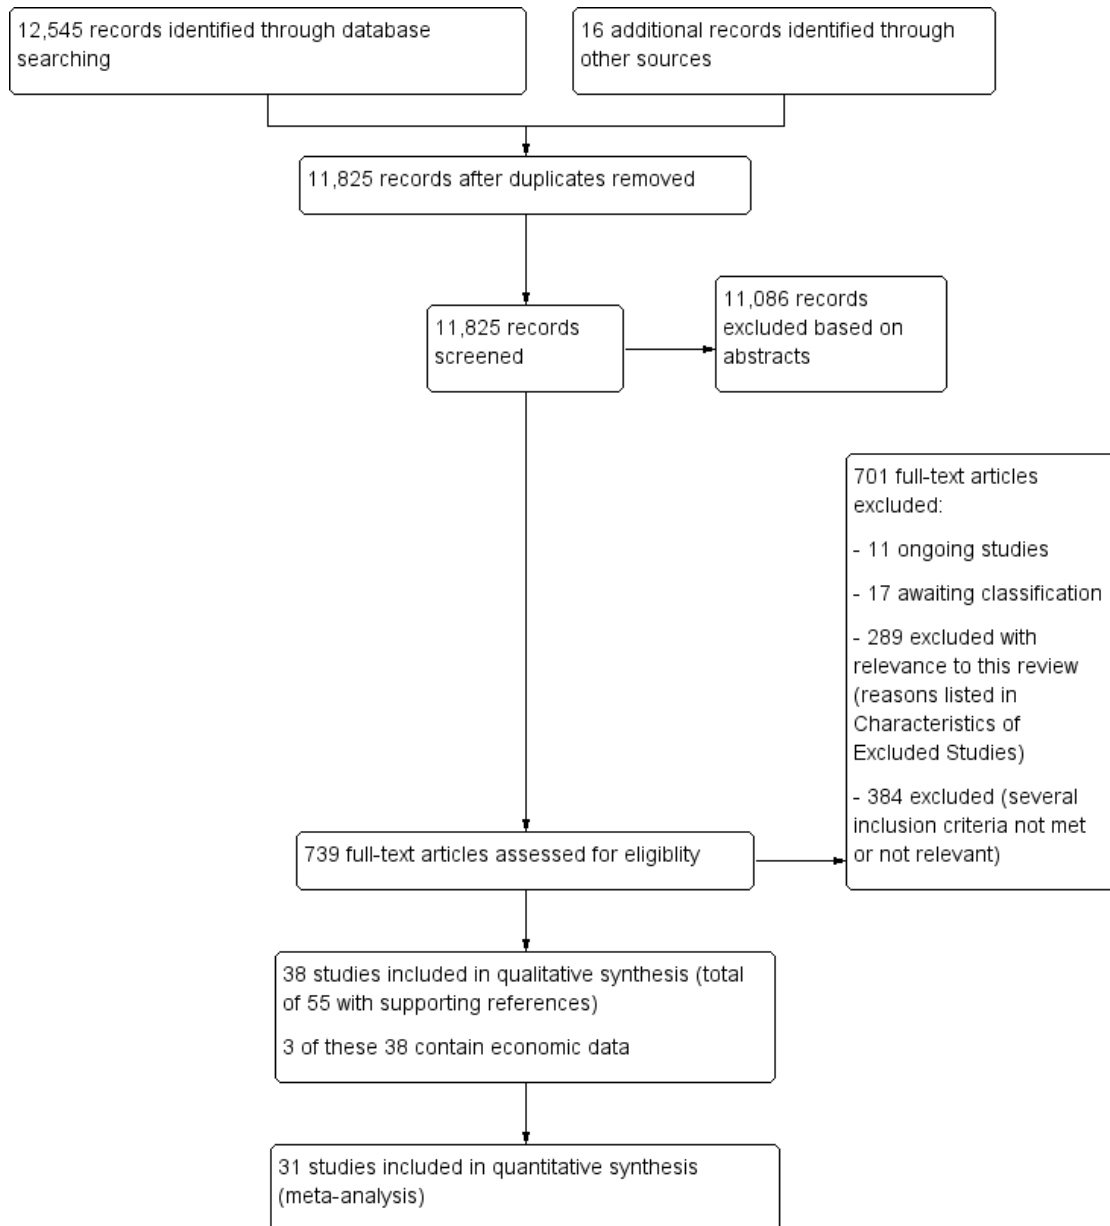 12,545 records identified through database
searching
16 additional records identified through
other sources
11,825 records after duplicates removed
11,825 records
screened
11,086 records
excluded based on
abstracts
701 full-text articles
excluded:
- 11 ongoing studies
- 17 awaiting classification
- 289 excluded with
relevance to this review
(reasons listed in
Characteristics of
Excluded Studies)
- 384 excluded (several
inclusion criteria not met
or not relevant)
739 full-text articles assessed for eligiblity
38 studies included in qualitative synthesis (total
of 55 with supporting references)
3 of these 38 contain economic data
31 studies included in quantitative synthesis
(meta-analysis)